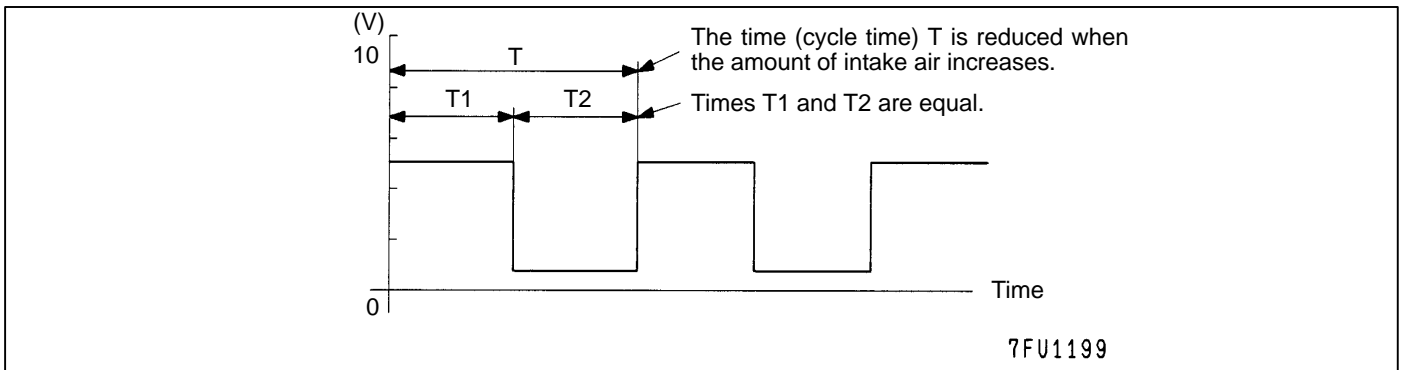 (V)
10
T
The time (cycle time) T is reduced when
the amount of intake air increases.
T1
T2
Times T1 and T2 are equal.
Time
0
7FU1199